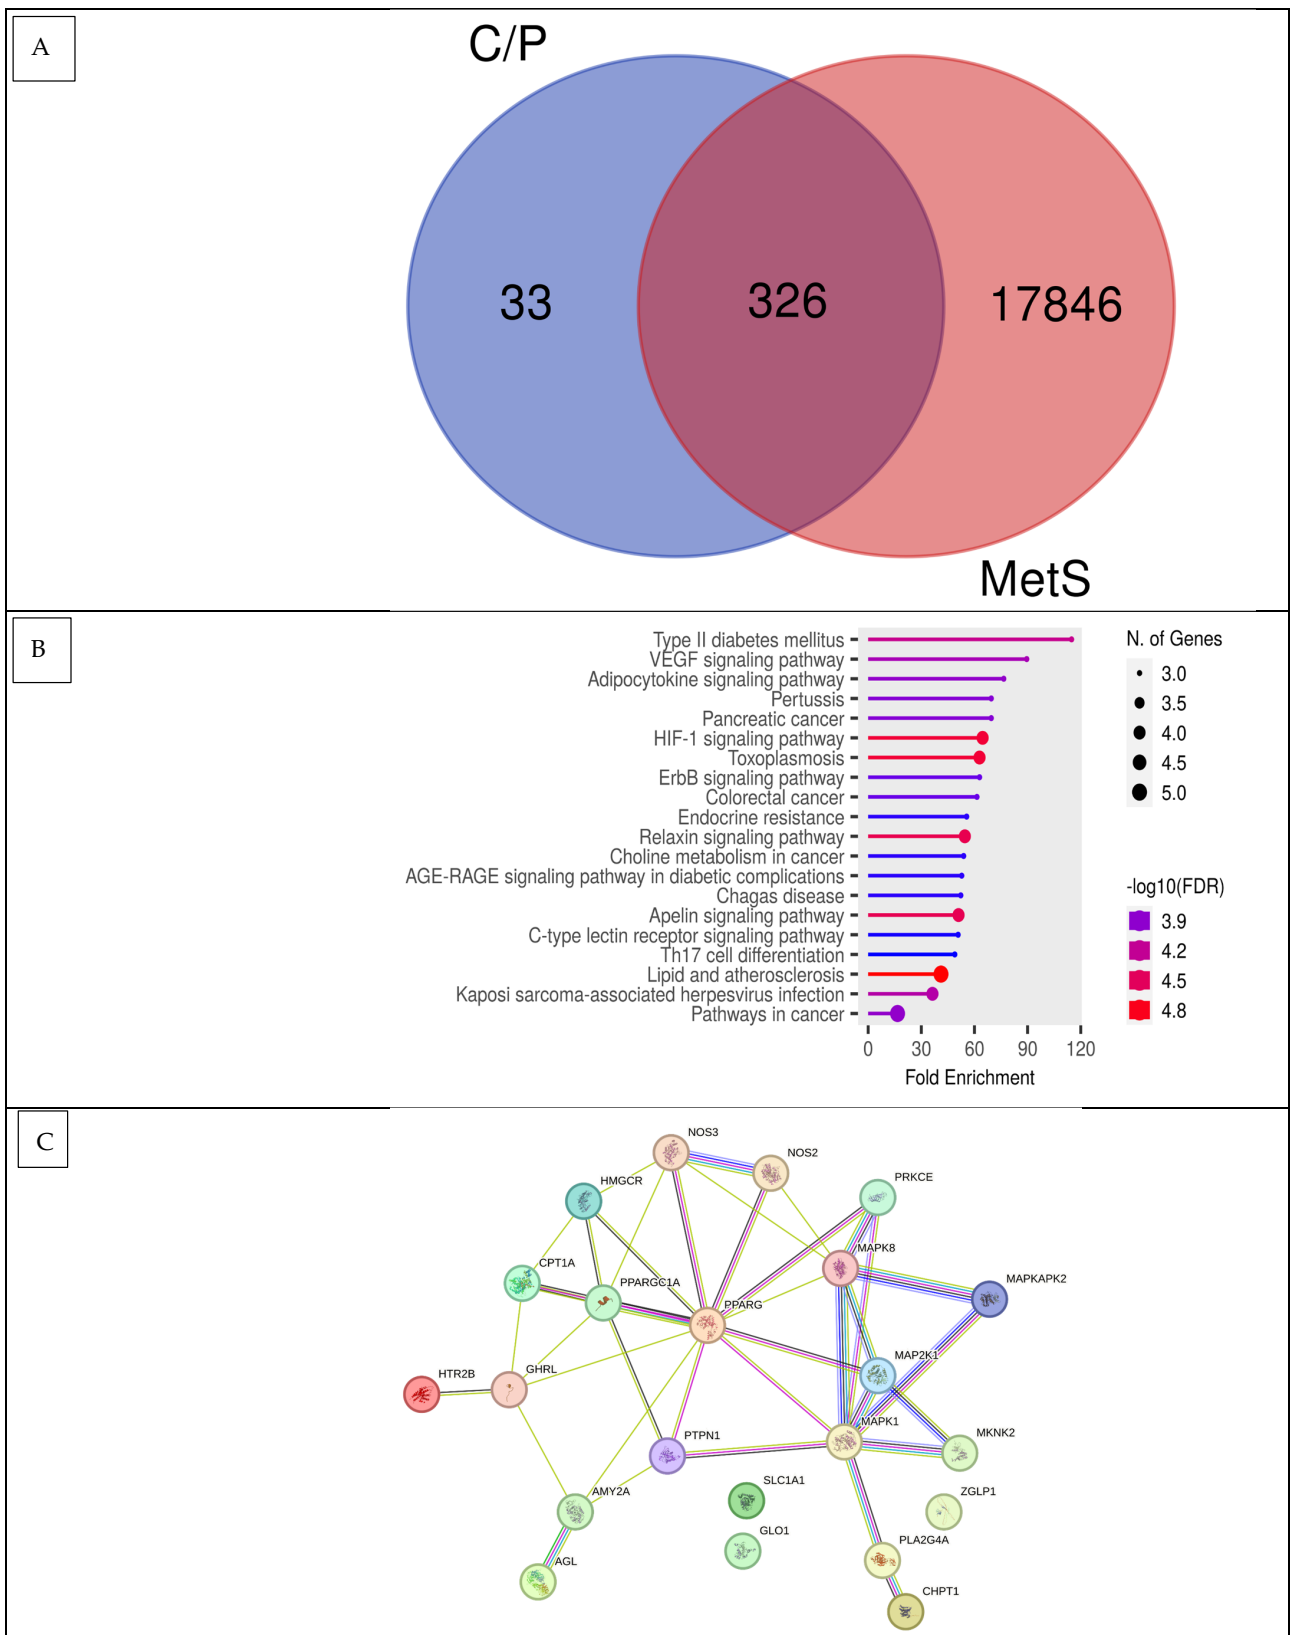 A
C/P
33
326
17846
MetS
B
Type II diabetes mellitus
VEGF signaling pathway
Adipocytokine signaling pathway
Pertussis
Pancreatic cancer
HIF-1 signaling pathway
Toxoplasmosis
ErbB signaling pathway
Colorectal cancer
Endocrine resistance
Relaxin signaling pathway
Choline metabolism in cancer
AGE-RAGE signaling pathway in diabetic complications
Chagas disease
Apelin signaling pathway
C-type lectin receptor signaling pathway
Th17 cell differentiation
Lipid and atherosclerosis
Kaposi sarcoma-associated herpesvirus infection
Pathways in cancer
0 30 60 90 120
Fold Enrichment
N. of Genes
3.0
3.5
4.0
4.5
5.0
-log10(FDR)
3.9
4.2
4.5
4.8
C
NOS3
NOS2
HMGCR
PRKCE
MAPK8
CPT1A
PPARGC1A
MAPKAPK2
PPARG
MAP2K1
HTR2B
GHRL
MAPK1
PTPN1
MKNK2
SLC1A1
AMY2A
ZGLP1
GLO1
PLA2G4A
AGL
CHPT1